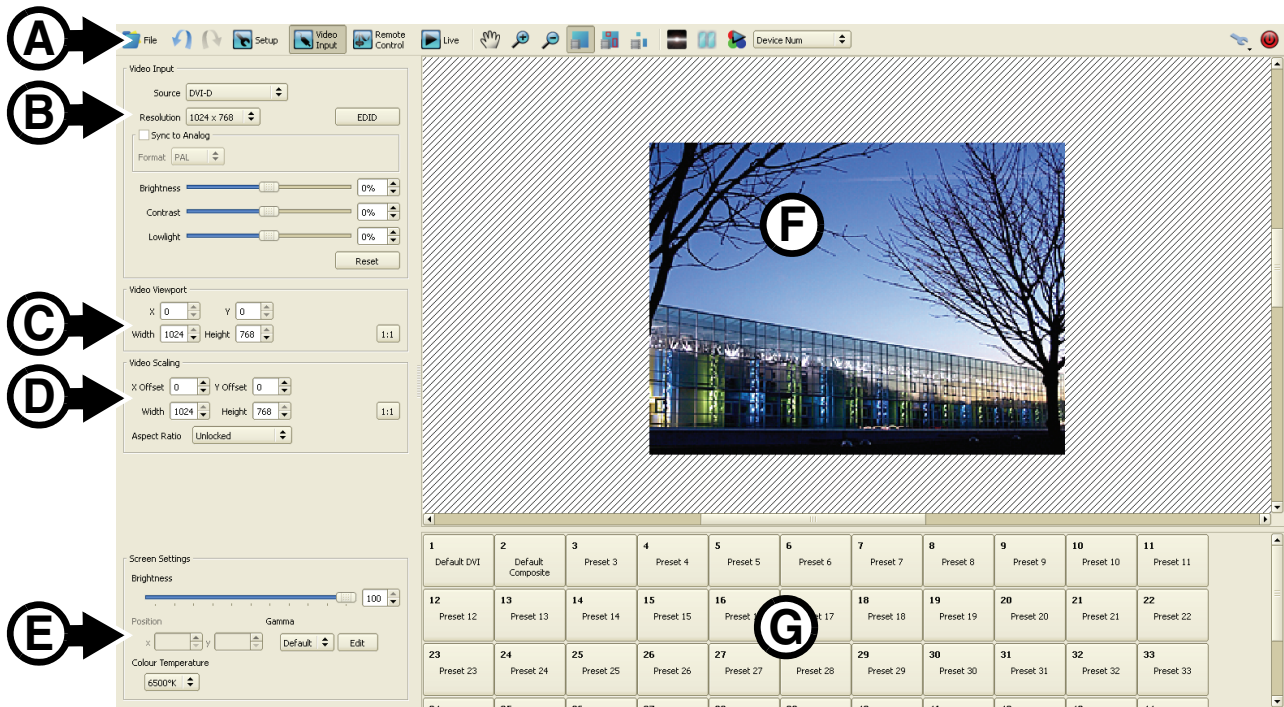 A
File Setup Video Input Remote Control Live Device Num
B
Video Input
Source DVI-D
Resolution 1024 x 768 EDID
Sync to Analog
Format PAL
Brightness 0%
Contrast 0%
Lowlight 0%
Reset
C
Video Viewport
X 0 Y 0
Width 1024 Height 768 1:1
D
Video Scaling
X Offset 0 Y Offset 0
Width 1024 Height 768 1:1
Aspect Ratio Unlocked
E
Screen Settings
Brightness
100
Position Gamma
x y Default Edit
Colour Temperature
6500°K
F
G
1 2 3 4 5 6 7 8 9 10 11
Default DVI Default Composite Preset 3 Preset 4 Preset 5 Preset 6 Preset 7 Preset 8 Preset 9 Preset 10 Preset 11
12 13 14 15 16 18 19 20 21 22
Preset 12 Preset 13 Preset 14 Preset 15 Preset 17 Preset 18 Preset 19 Preset 20 Preset 21 Preset 22
23 24 25 26 27 29 30 31 32 33
Preset 23 Preset 24 Preset 25 Preset 26 Preset 27 Preset 28 Preset 29 Preset 30 Preset 31 Preset 32 Preset 33